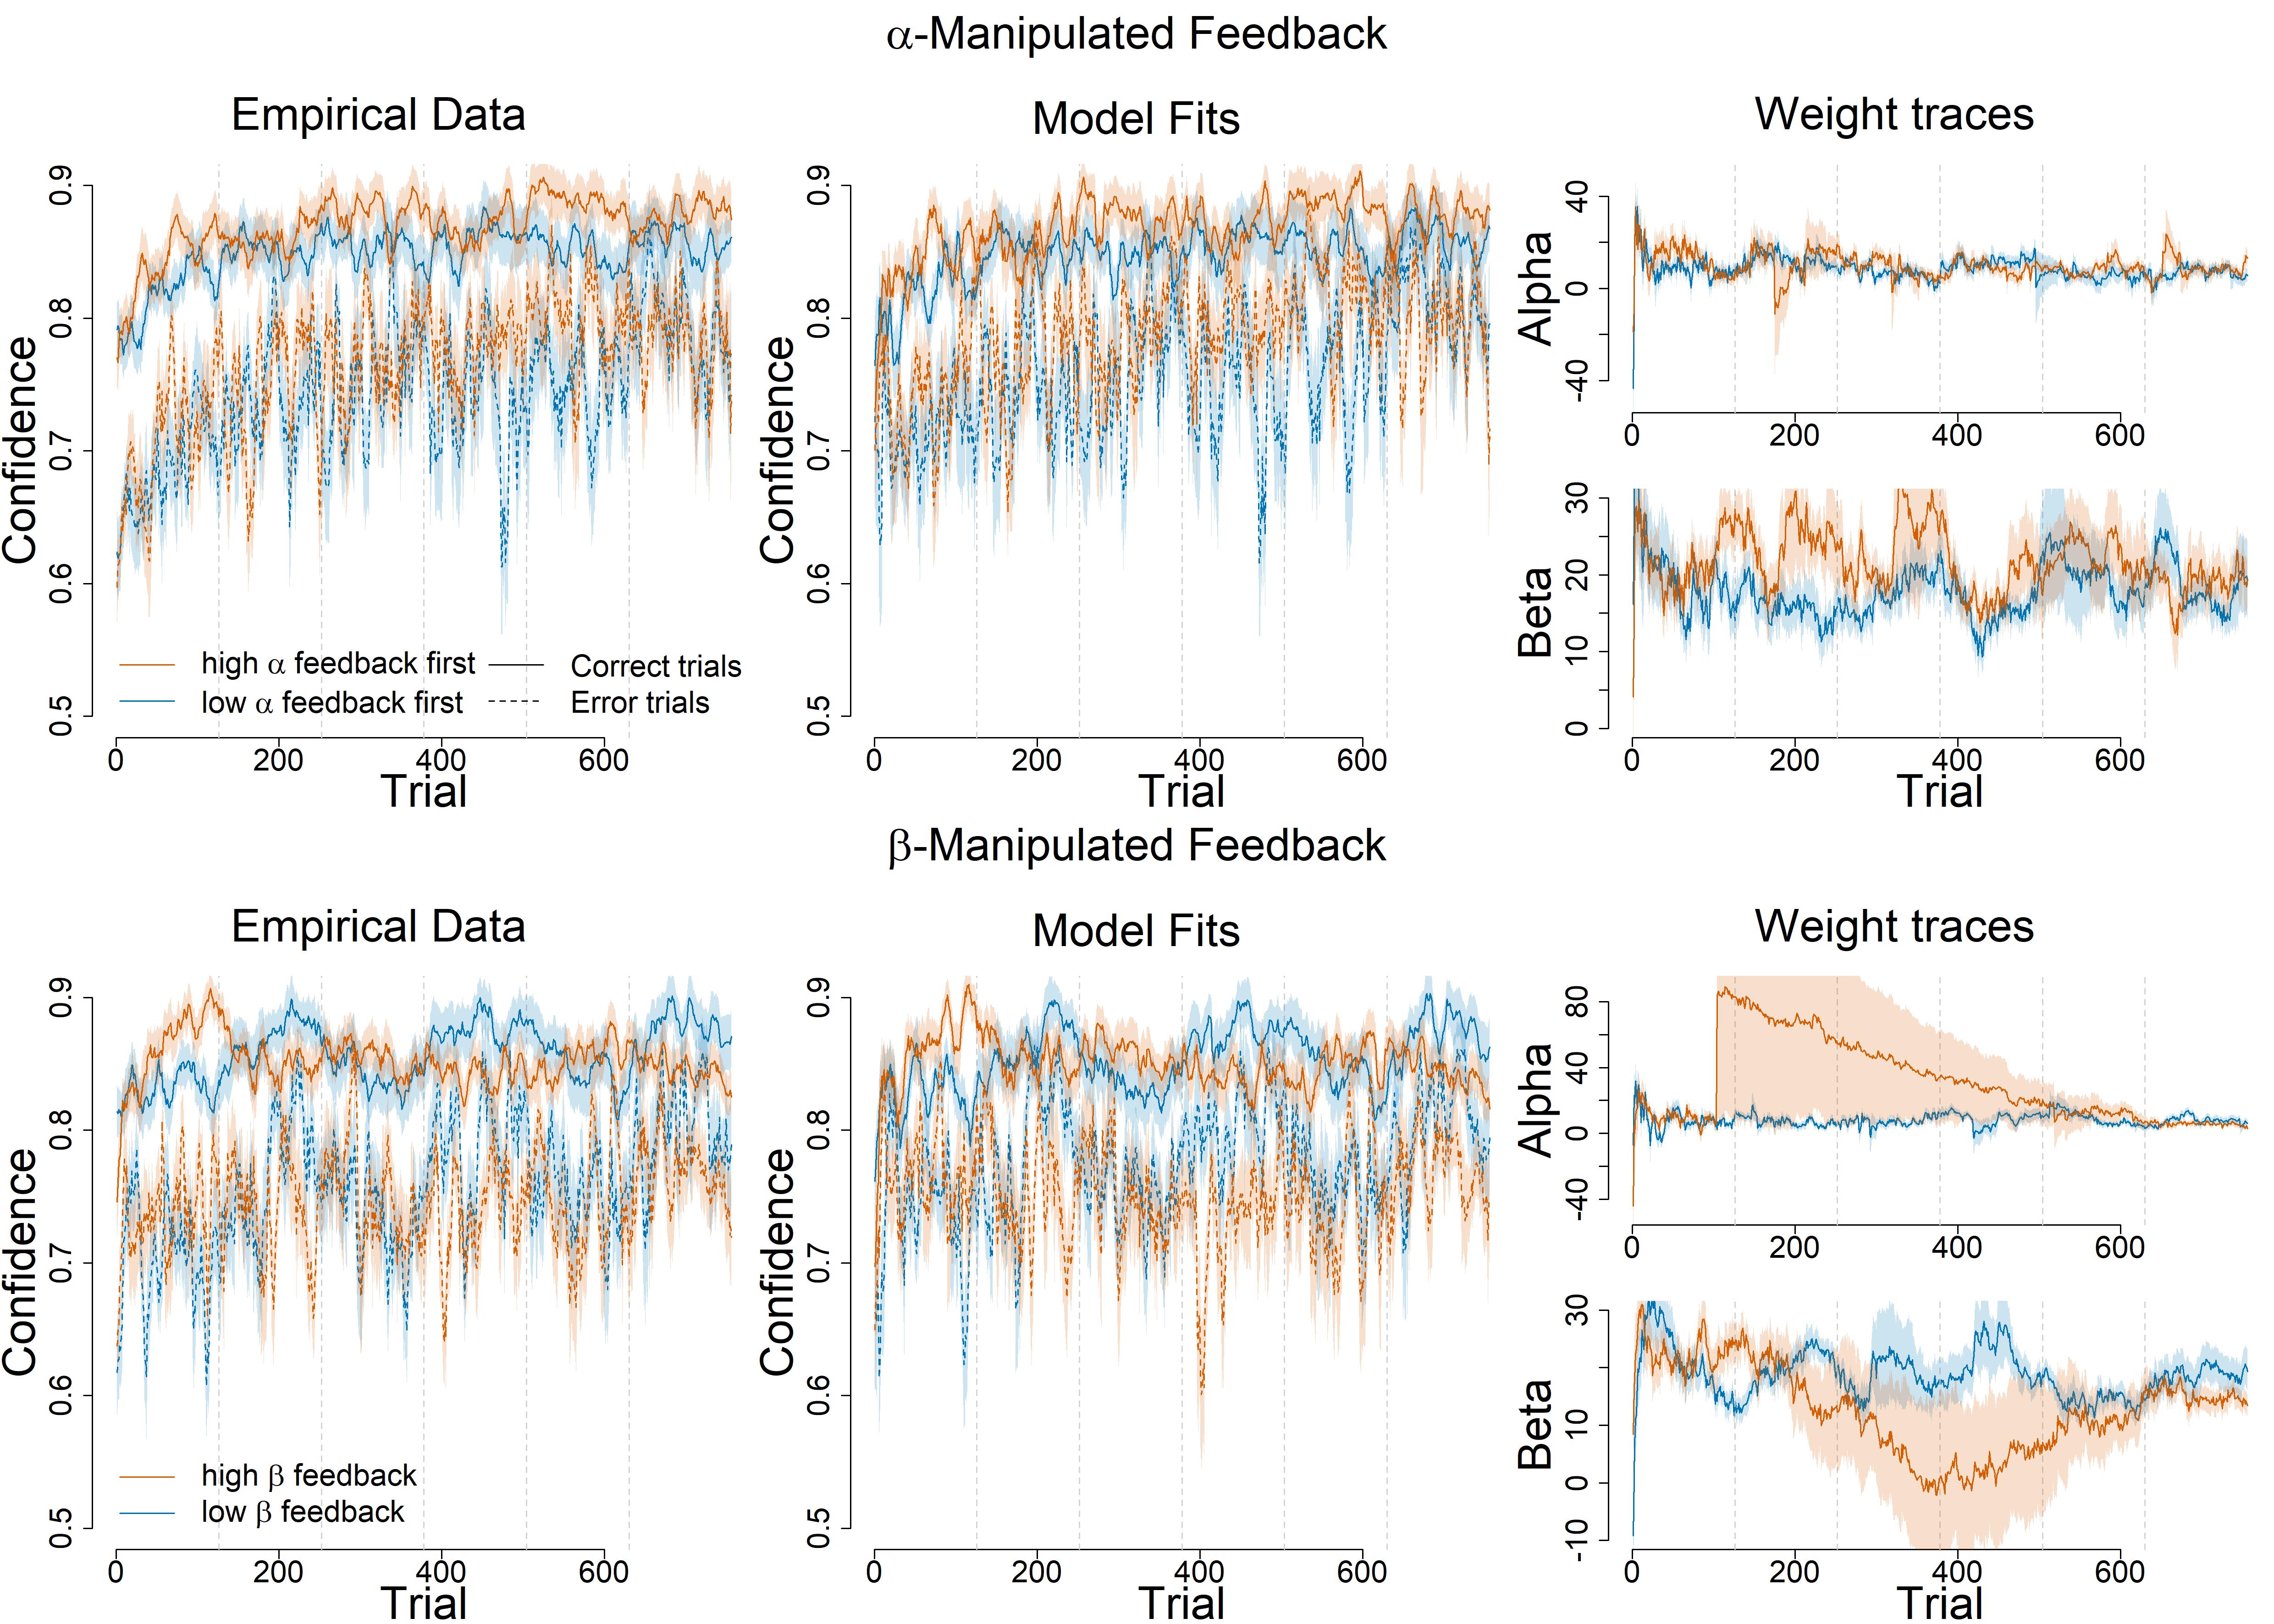 α-Manipulated Feedback
Empirical Data
Model Fits
Weight traces
Confidence
0.5 0.6 0.7 0.8 0.9
high α feedback first
low α feedback first
Correct trials
Error trials
0 200 400 600
Trial
Confidence
0.5 0.6 0.7 0.8 0.9
0 200 400 600
Trial
Alpha
-40 0 40
0 200 400 600
Beta
0 10 20 30
0 200 400 600
Trial
β-Manipulated Feedback
Empirical Data
Model Fits
Weight traces
Confidence
0.5 0.6 0.7 0.8 0.9
high β feedback
low β feedback
0 200 400 600
Trial
Confidence
0.5 0.6 0.7 0.8 0.9
0 200 400 600
Trial
Alpha
-40 0 40 80
0 200 400 600
Beta
-10 0 10 30
0 200 400 600
Trial